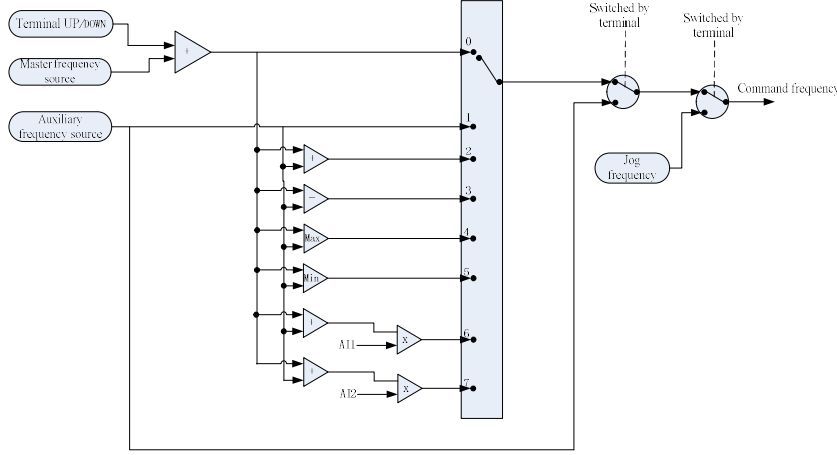 Terminal UP/DOWN
Master frequency
source
Auxiliary
frequency source
+
0
1
2
3
4
5
6
7
+
-
Max
Min
+
x
AI1
+
x
AI2
Switched by
terminal
Switched by
terminal
Command frequency
Jog
frequency